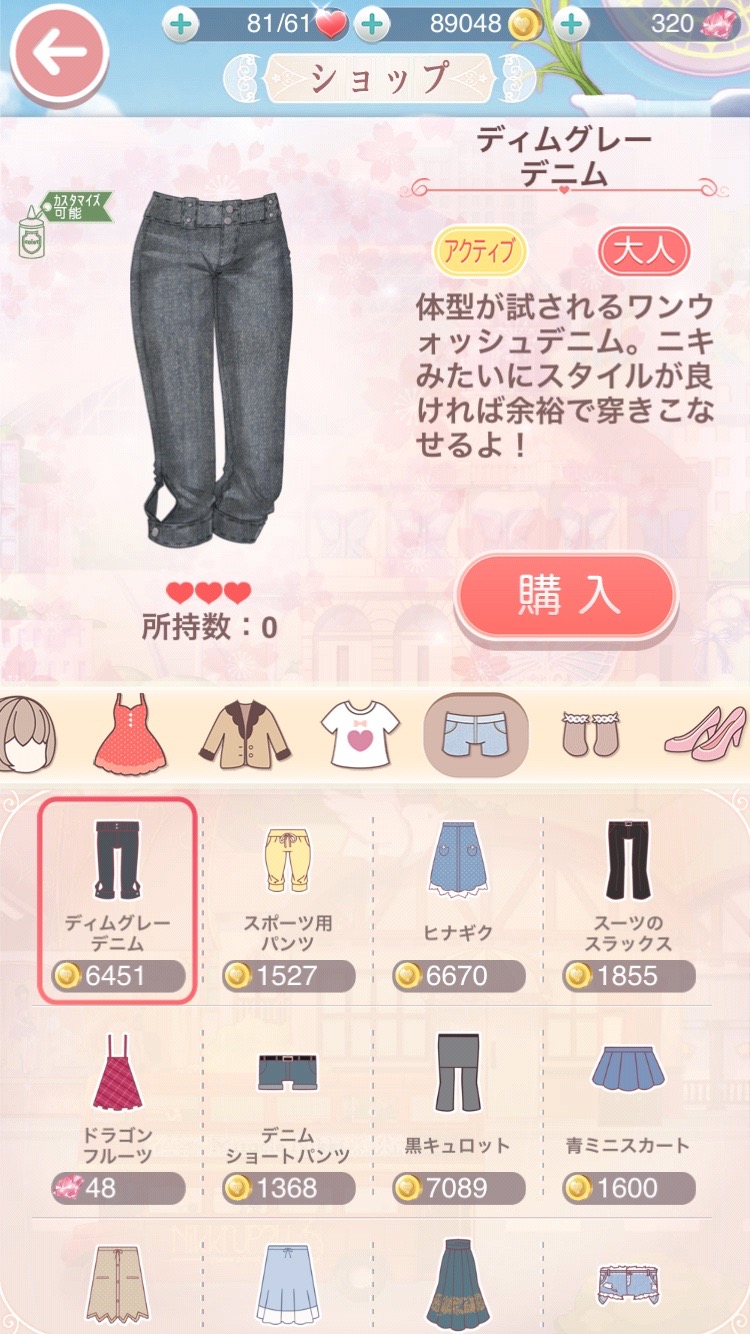 81/61
89048
320
ショップ
ディムグレー
デニム
カスタマイズ
可能
アクティブ
大人
体型が試されるワンウ
ォッシュデニム。ニキ
みたいにスタイルが良
ければ余裕で穿きこな
せるよ！
所持数：0
購入
ディムグレー
デニム
6451
スポーツ用
パンツ
1527
ヒナギク
6670
スーツの
スラックス
1855
ドラゴン
フルーツ
48
デニム
ショートパンツ
1368
黒キュロット
7089
青ミニスカート
1600